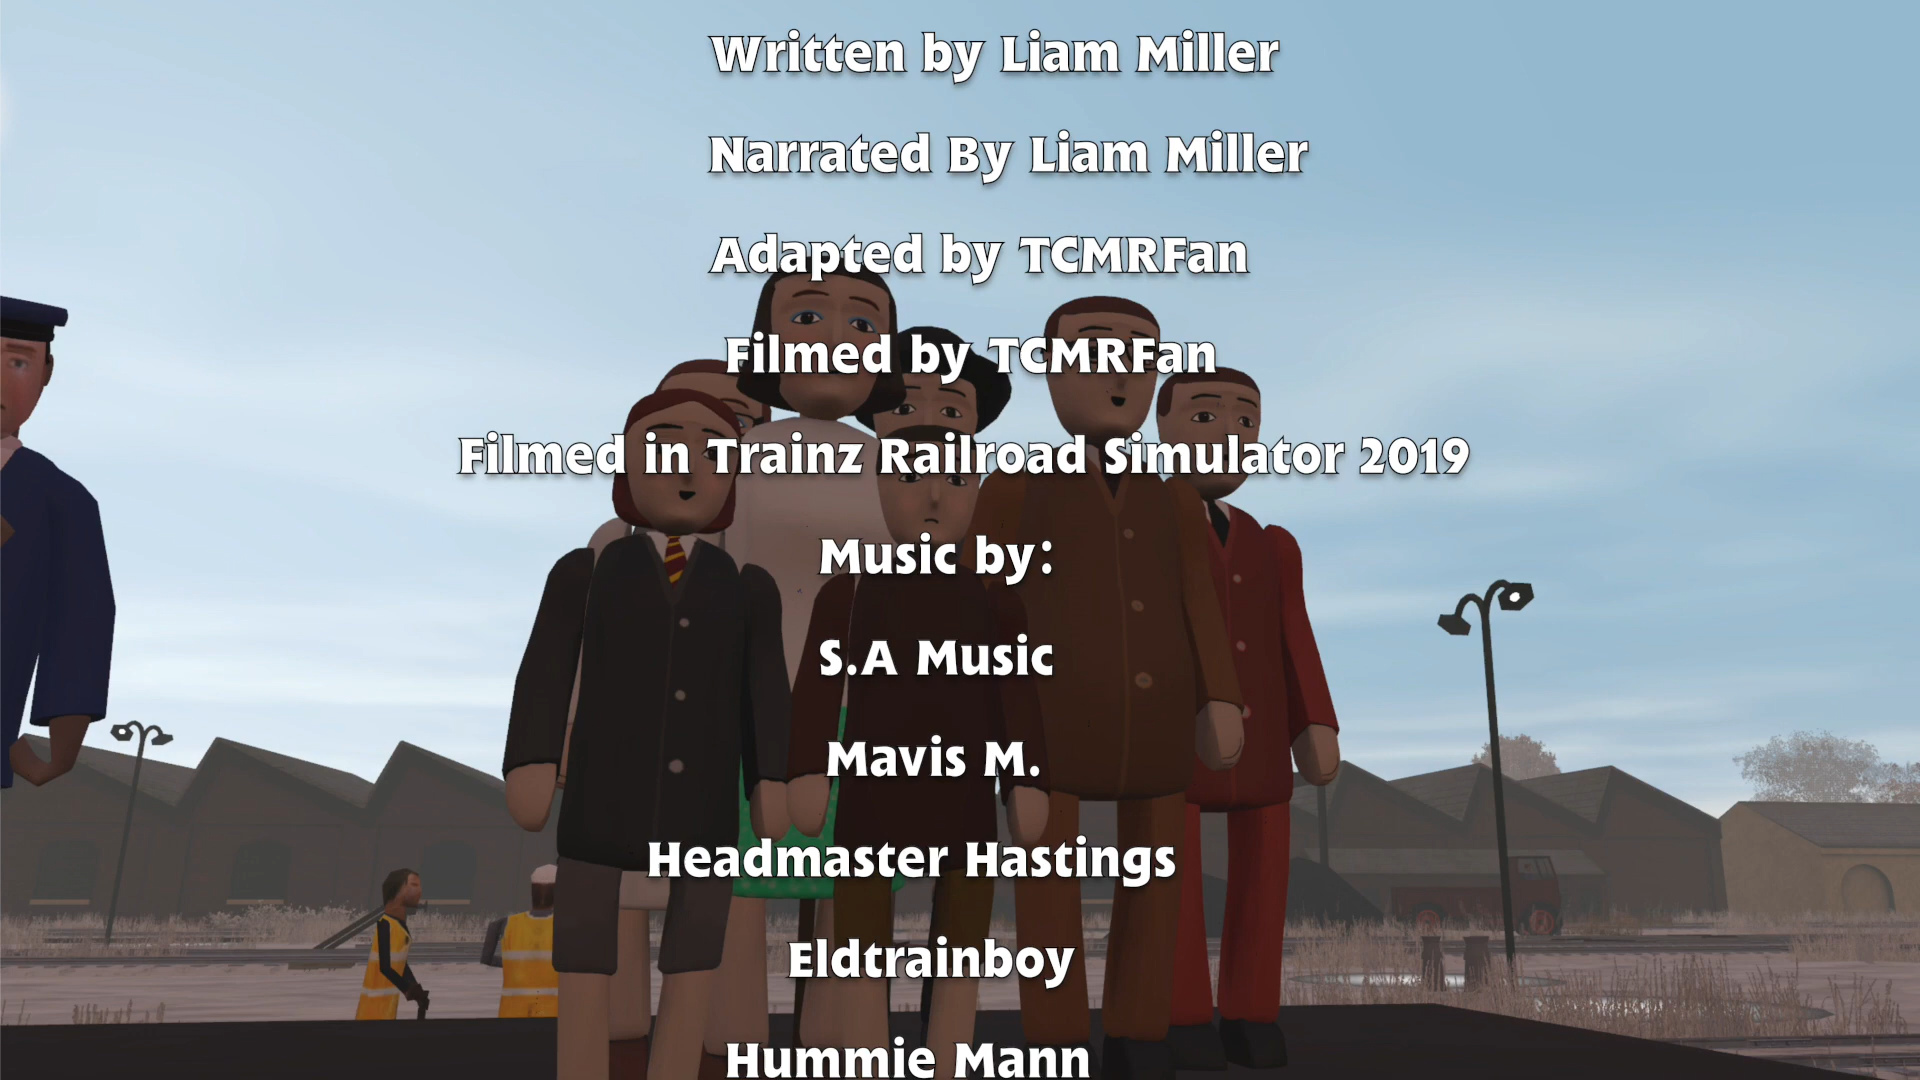 Written by Liam Miller
Narrated By Liam Miller
Adapted by TCMRFan
Filmed by TCMRFan
Filmed in Trainz Railroad Simulator 2019
Music by:
S.A Music
Mavis M.
Headmaster Hastings
Eldtrainboy
Hummie Mann